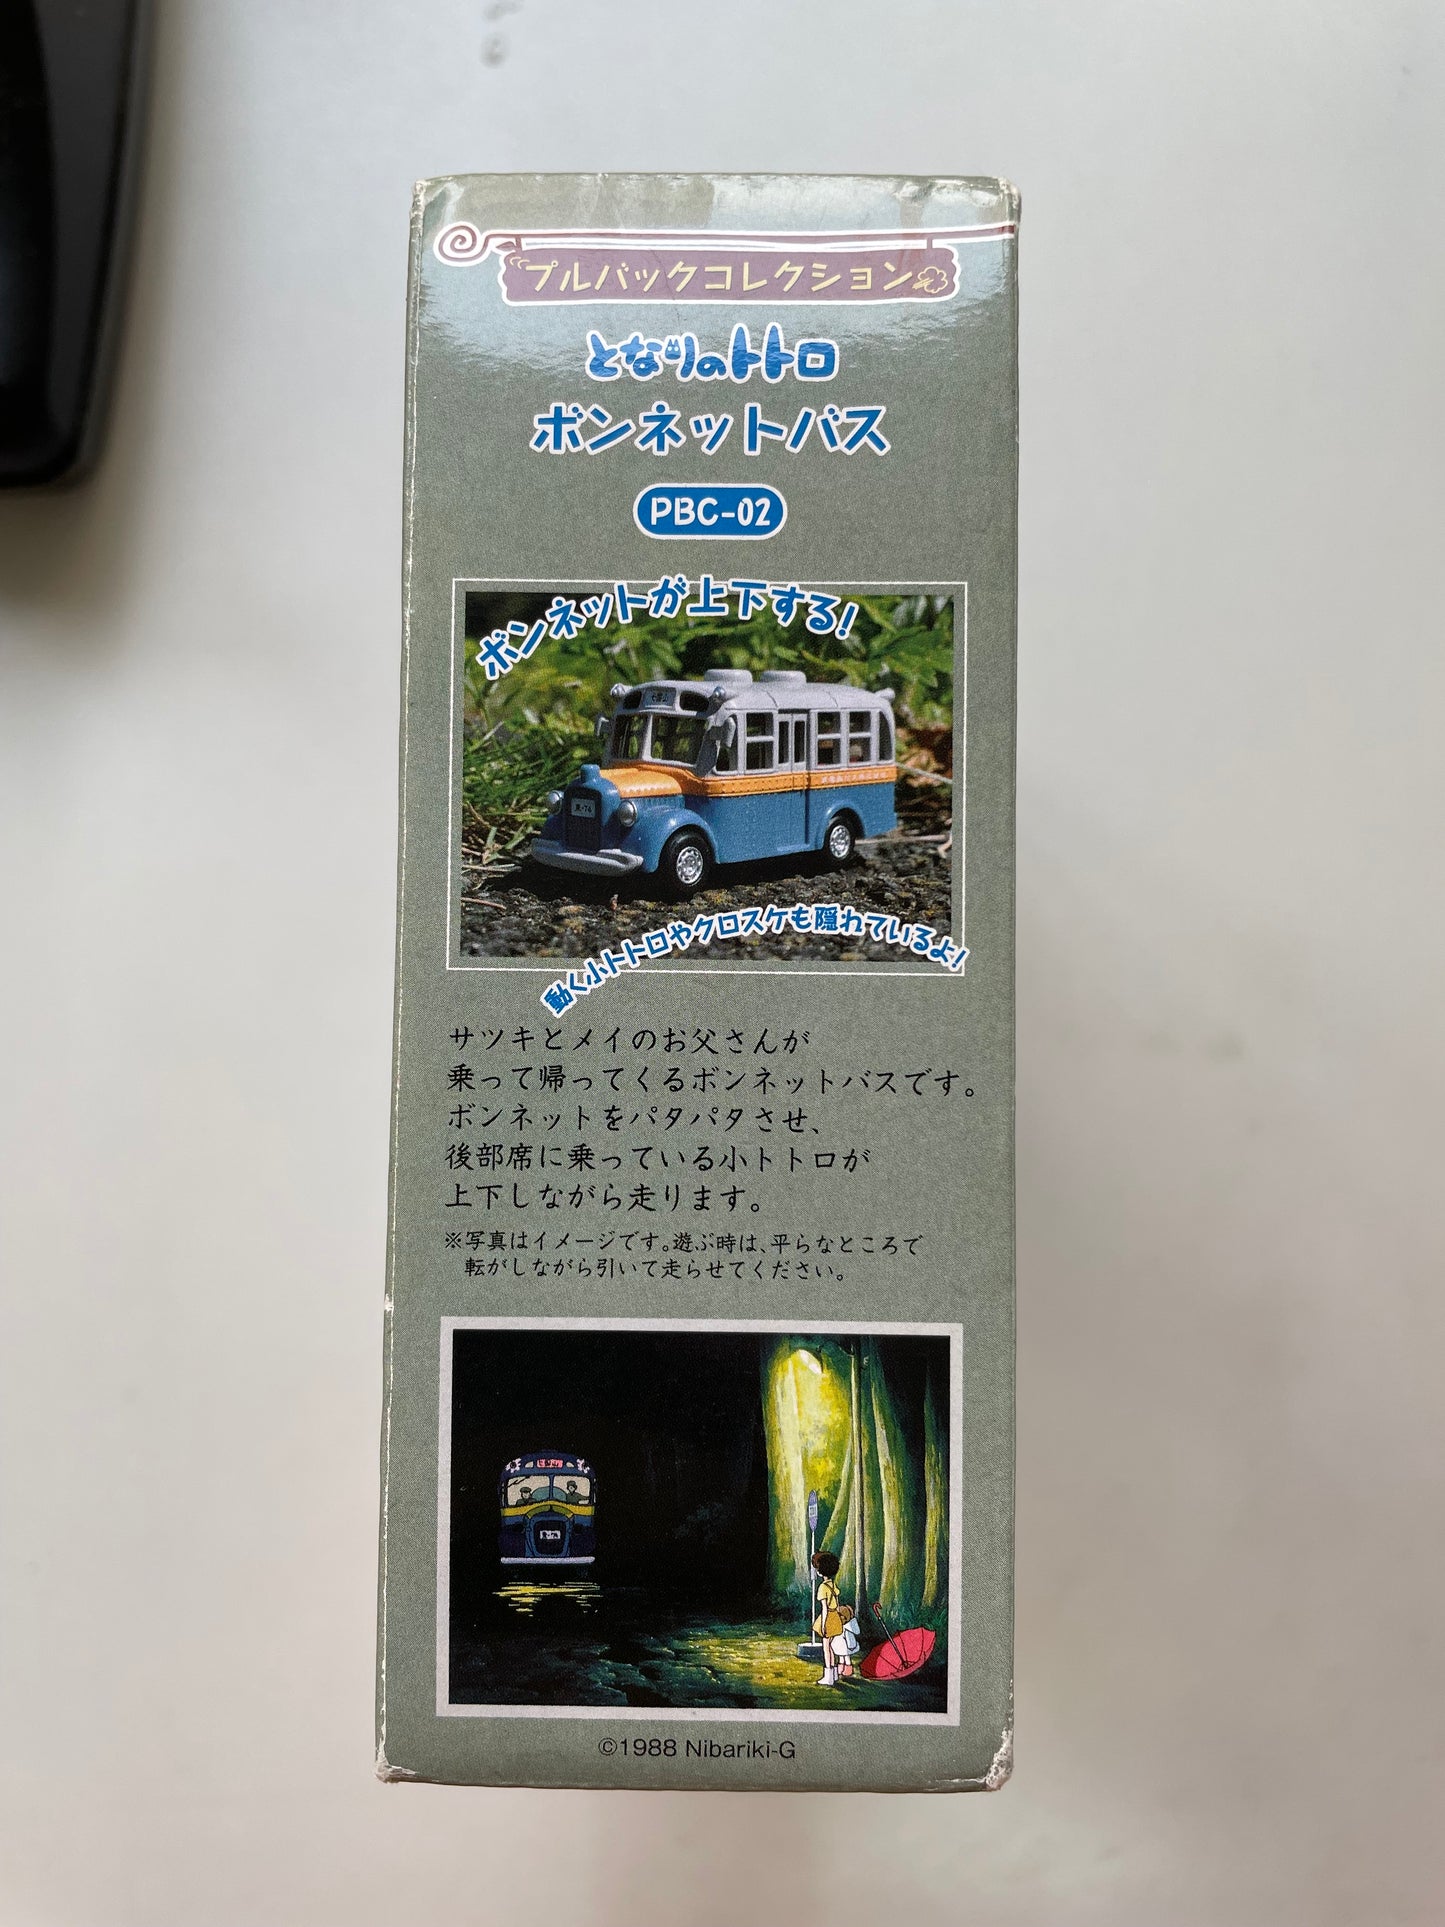 プルバックコレクション
となりのトトロ
ボンネットバス
PBC-02
ボンネットが上下する!
動く小トトロやクロスケも隠れているよ!
サツキとメイのお父さんが
乗って帰ってくるボンネットバスです。
ボンネットをパタパタさせ、
後部席に乗っている小トトロが
上下しながら走ります。
※写真はイメージです。遊ぶ時は、平らなところで
転がしながら引いて走らせてください。
©1988 Nibariki-G